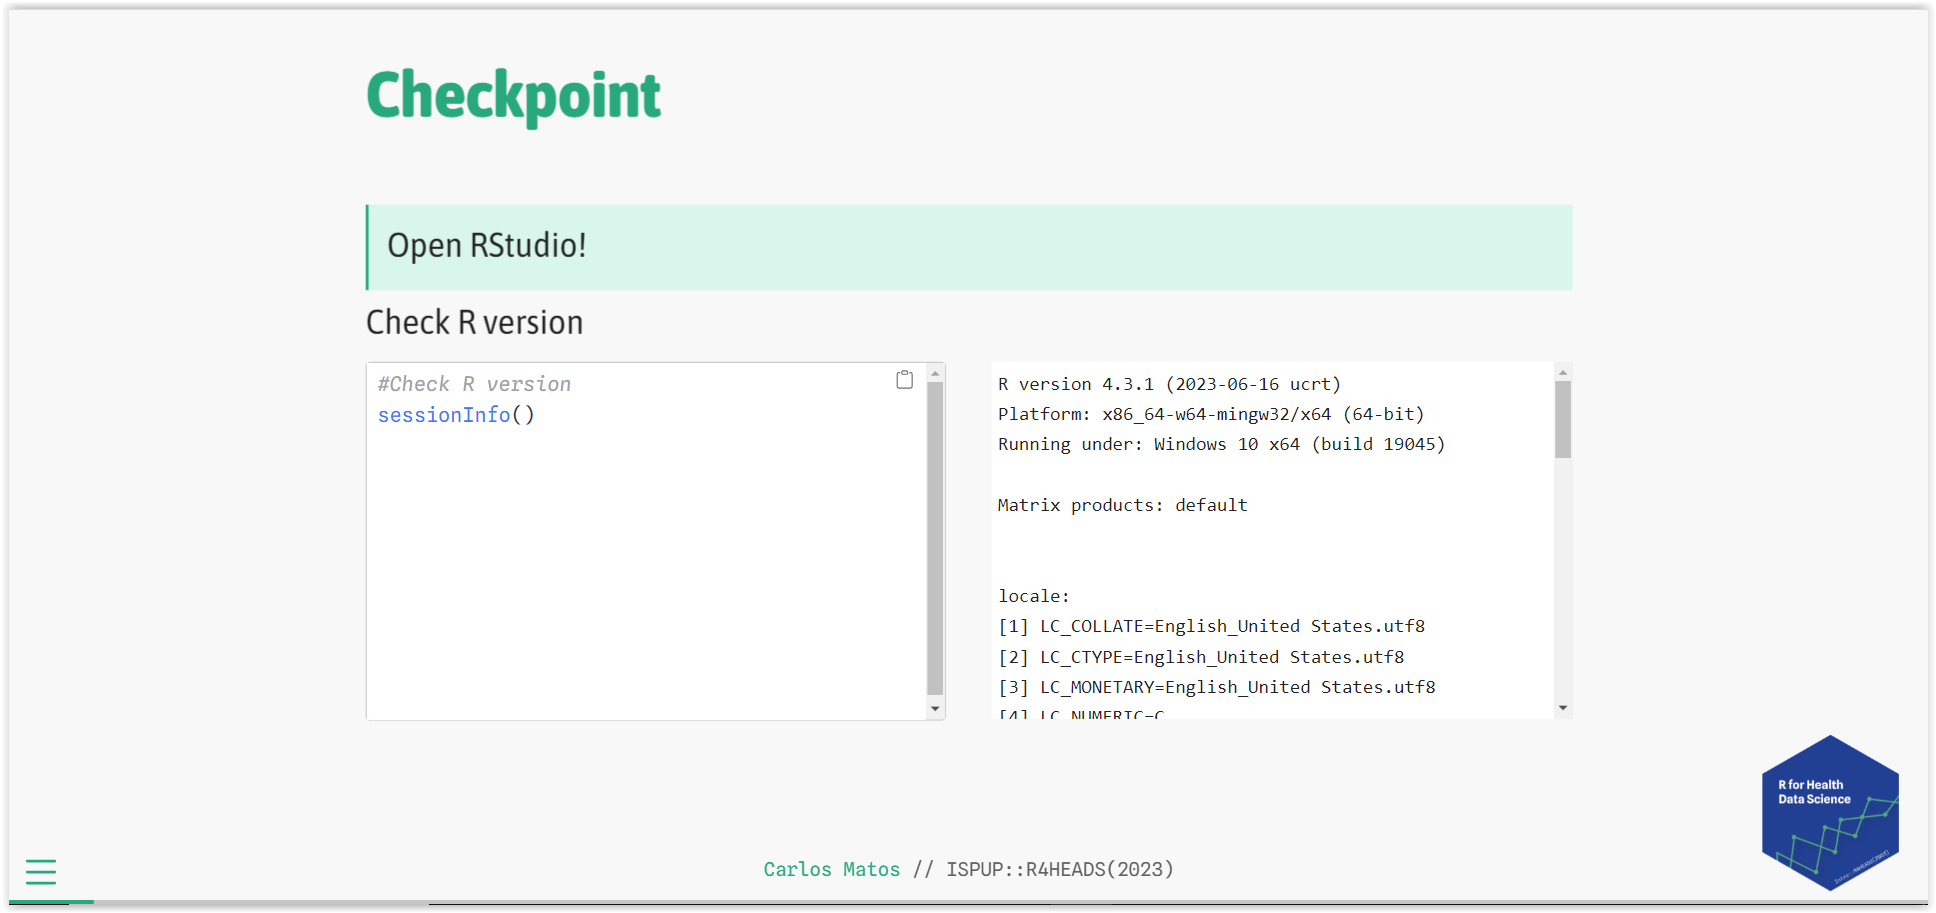 Checkpoint
Open RStudio!
Check R version
#Check R version
sessionInfo()
R version 4.3.1 (2023-06-16 ucrt)
Platform: x86_64-w64-mingw32/x64 (64-bit)
Running under: Windows 10 x64 (build 19045)
Matrix products: default
locale:
[1] LC_COLLATE=English_United States.utf8
[2] LC_CTYPE=English_United States.utf8
[3] LC_MONETARY=English_United States.utf8
[4] LC_NUMERIC=C
R for Health
Data Science
Carlos Matos // ISPUP::R4HEADS(2023)